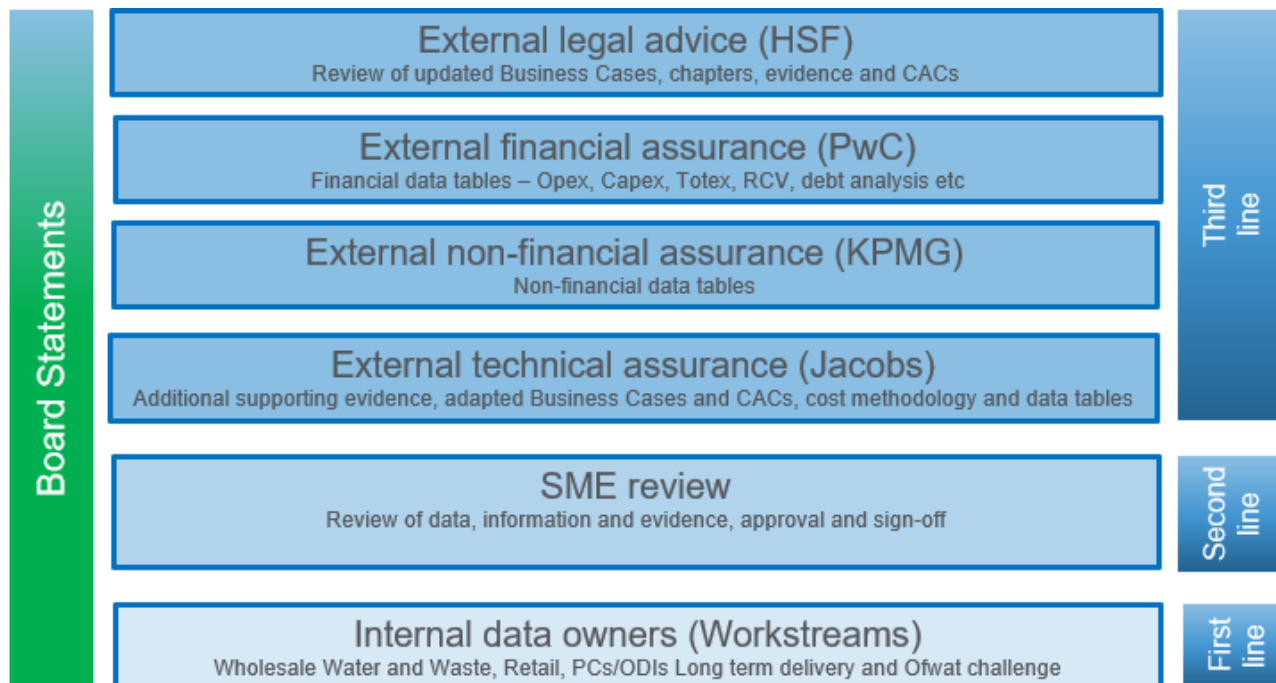 Board Statements
External legal advice (HSF)
Review of updated Business Cases, chapters, evidence and CACs
External financial assurance (PwC)
Financial data tables – Opex, Capex, Totex, RCV, debt analysis etc
External non-financial assurance (KPMG)
Non-financial data tables
External technical assurance (Jacobs)
Additional supporting evidence, adapted Business Cases and CACs, cost methodology and data tables
Third
line
SME review
Review of data, information and evidence, approval and sign-off
Second
line
Internal data owners (Workstreams)
Wholesale Water and Waste, Retail, PCs/ODIs Long term delivery and Ofwat challenge
First
line